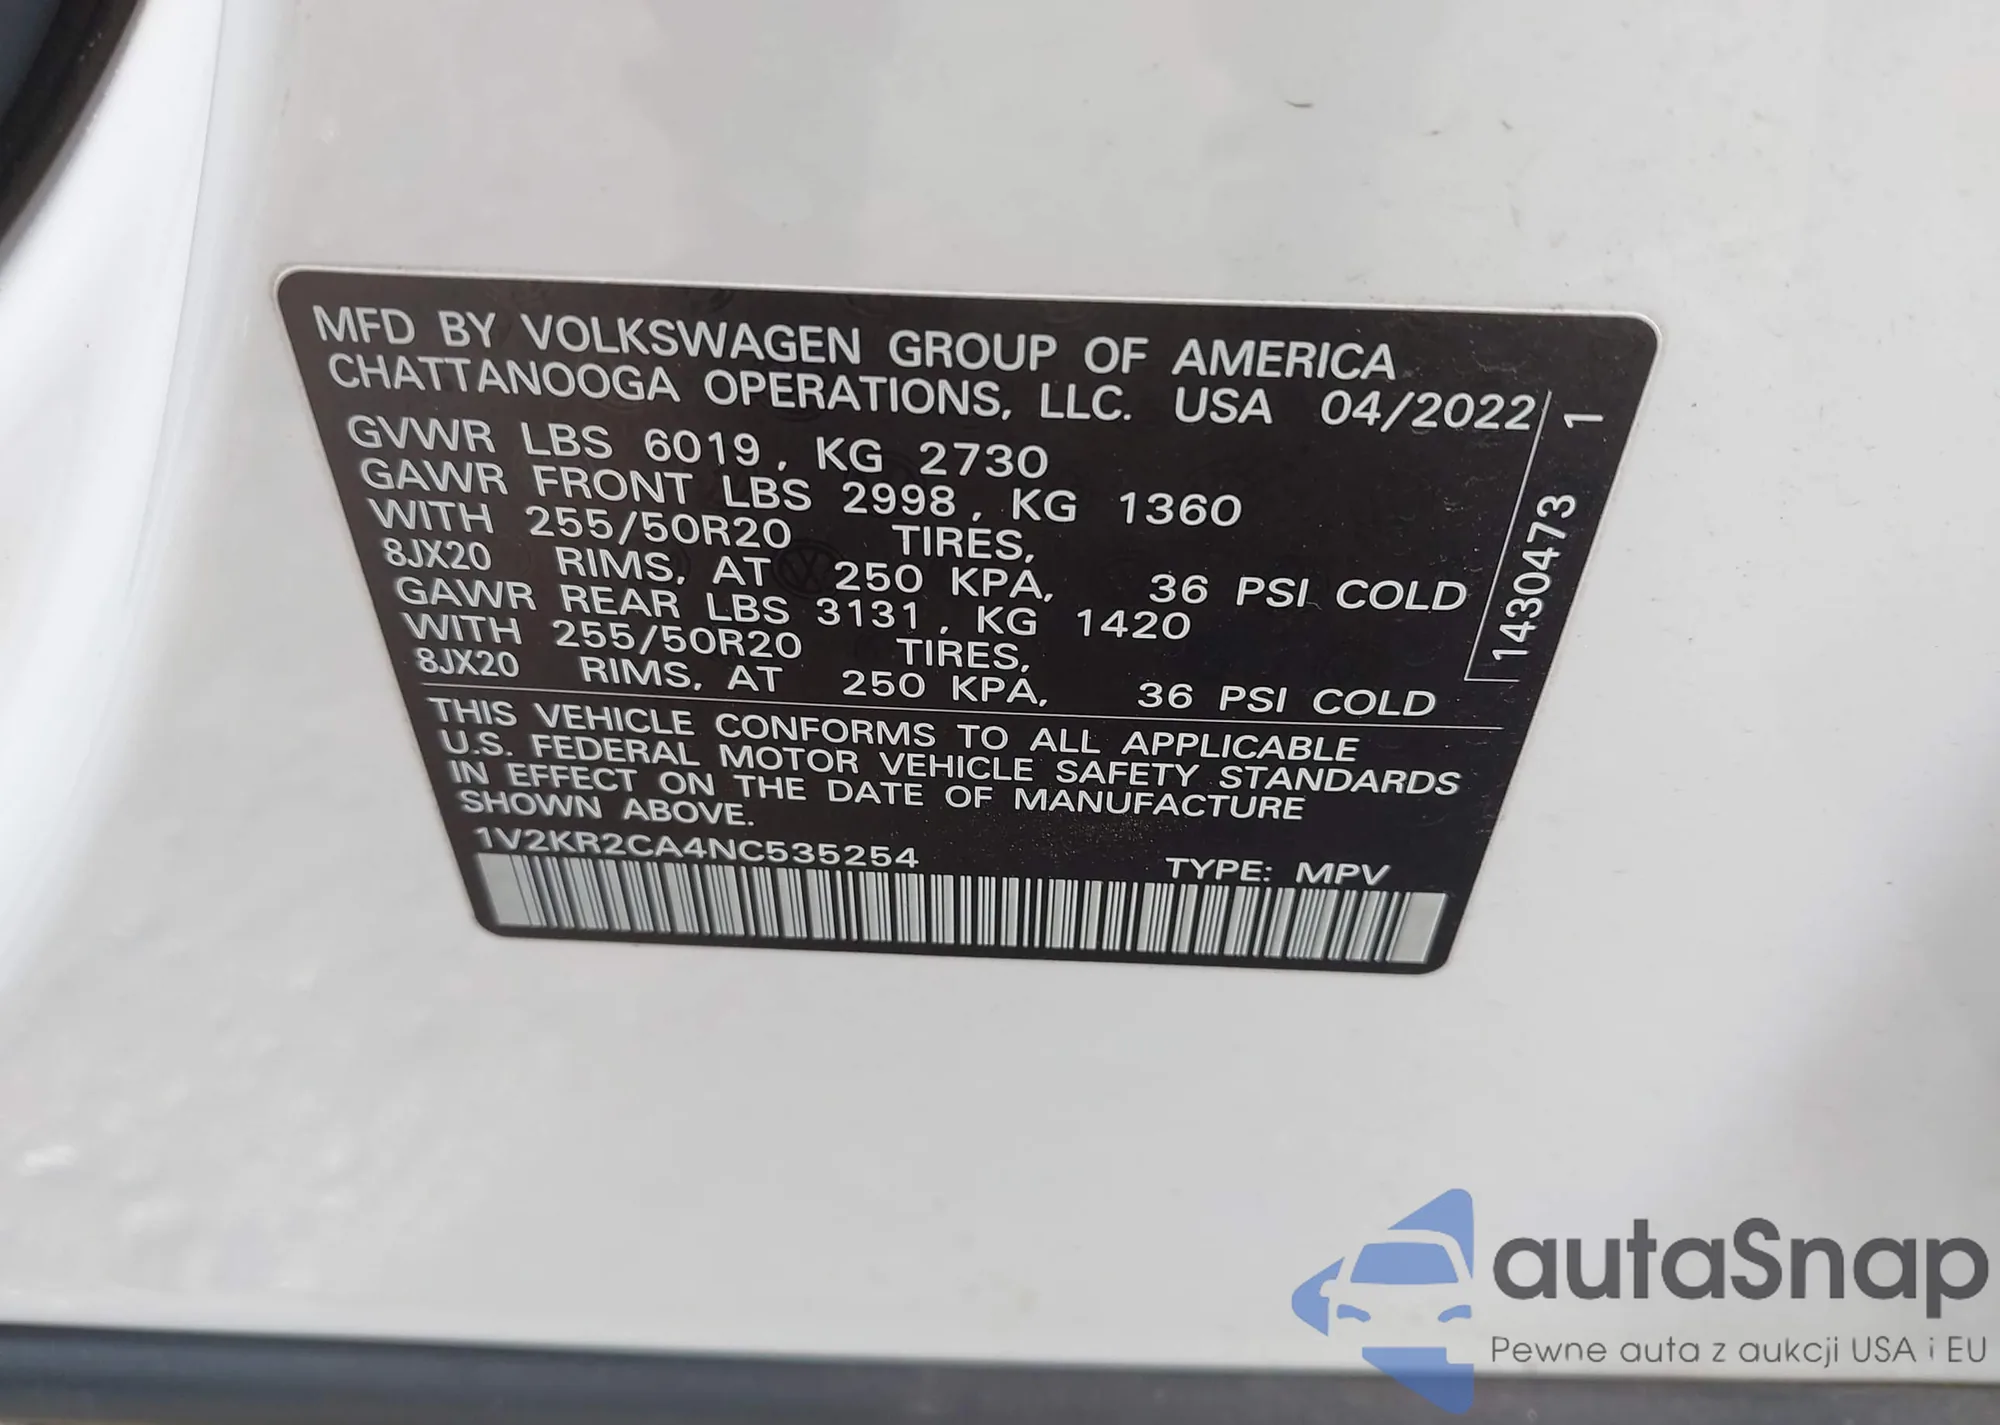 MFD BY VOLKSWAGEN GROUP OF AMERICA
CHATTANOOGA OPERATIONS, LLC. USA 04/2022
GVWR LBS 6019, KG 2730
GAWR FRONT LBS 2998, KG 1360
WITH 255/50R20 TIRES,
8JX20 RIMS, AT 250 KPA, 36 PSI COLD
GAWR REAR LBS 3131, KG 1420
WITH 255/50R20 TIRES,
8JX20 RIMS, AT 250 KPA, 36 PSI COLD
1430473 1
THIS VEHICLE CONFORMS TO ALL APPLICABLE
U.S. FEDERAL MOTOR VEHICLE SAFETY STANDARDS
IN EFFECT ON THE DATE OF MANUFACTURE
SHOWN ABOVE.
1V2KR2CA4NC535254 TYPE: MPV
autaSnap
Pewne auta z aukcji USA i EU